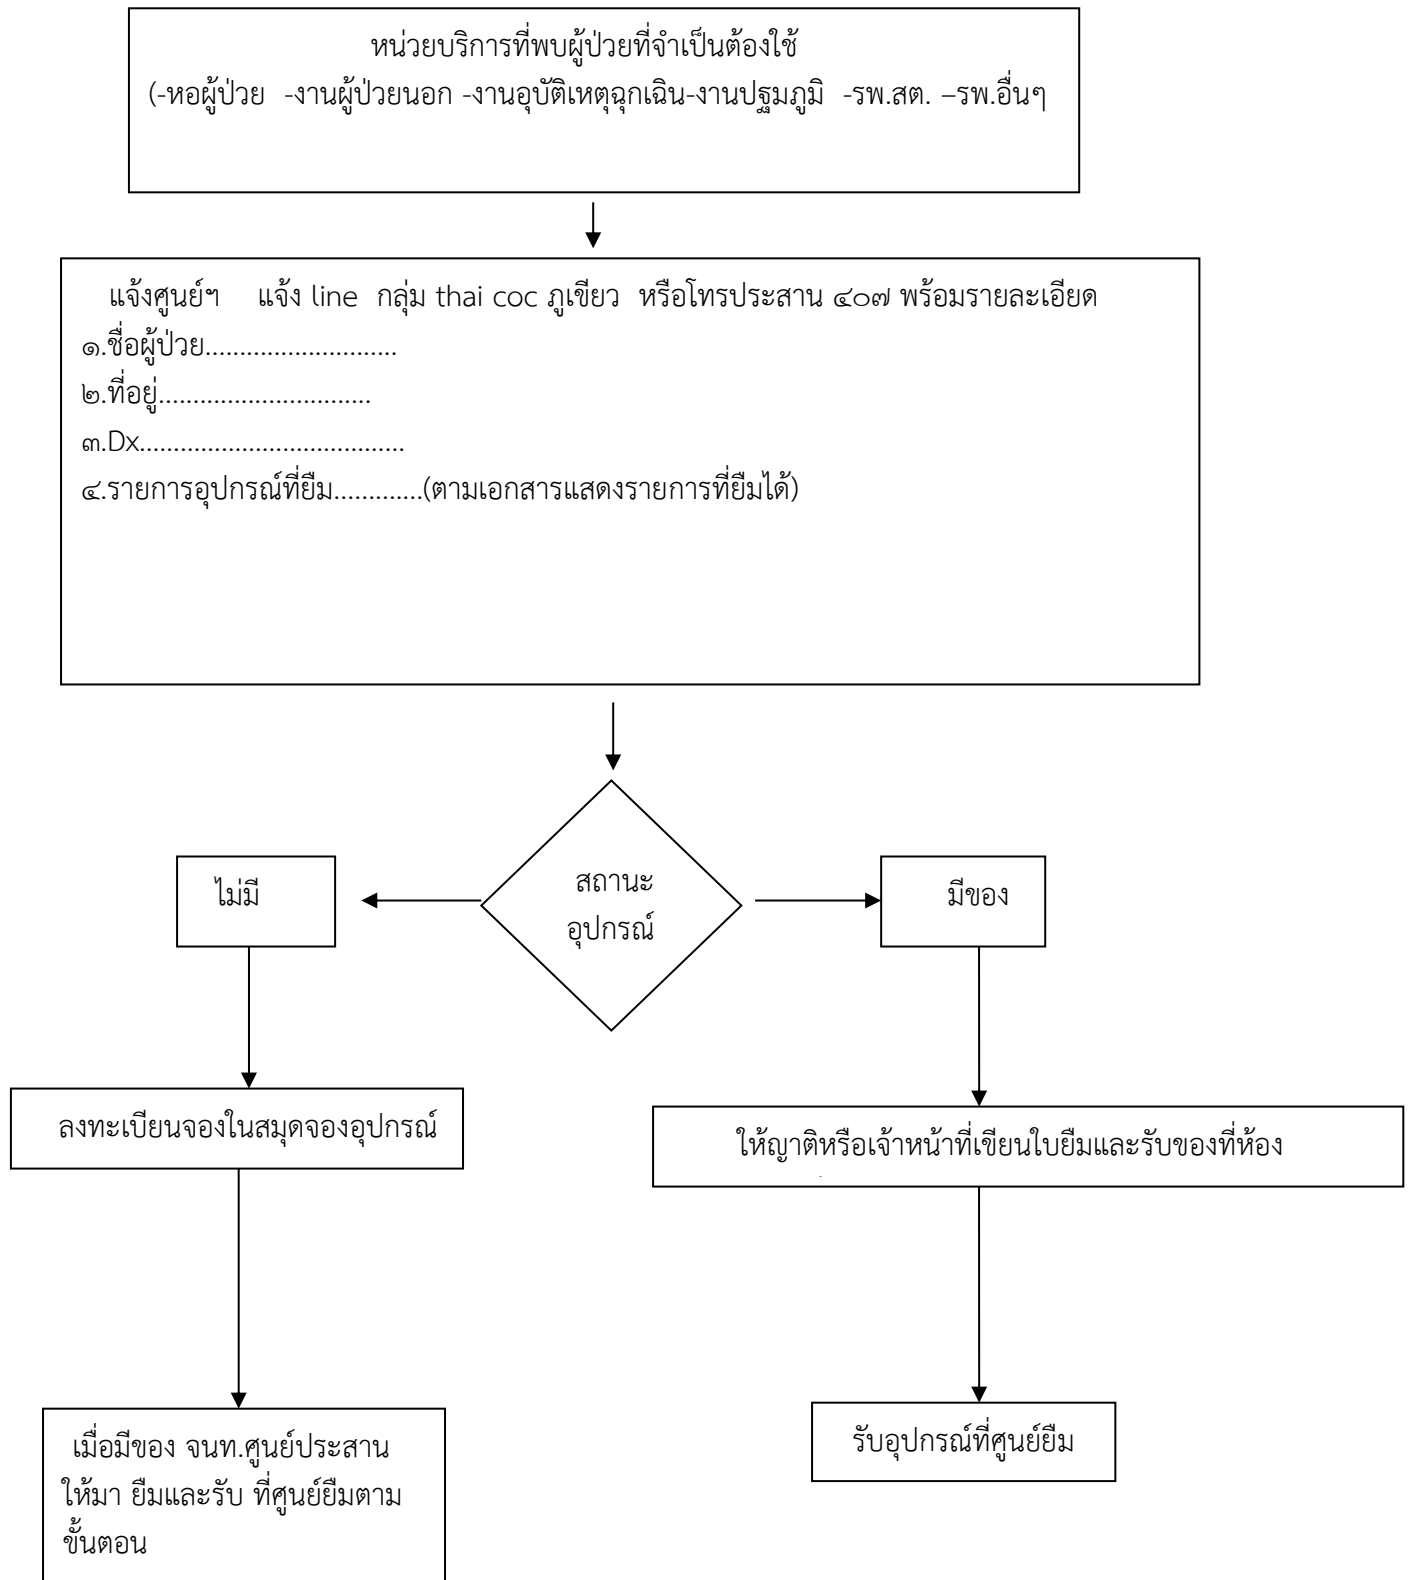 หน่วยบริการที่พบผู้ป่วยที่จำเป็นต้องใช้
(-หอผู้ป่วย  -งานผู้ป่วยนอก -งานอุบัติเหตุฉุกเฉิน-งานปฐมภูมิ  -รพ.สต. –รพ.อื่นๆ
แจ้งศูนย์ฯ    แจ้ง line  กลุ่ม thai coc ภูเขียว  หรือโทรประสาน ๔๐๗ พร้อมรายละเอียด
๑.ชื่อผู้ป่วย............................
๒.ที่อยู่...............................
๓.Dx.......................................
๔.รายการอุปกรณ์ที่ยืม.............(ตามเอกสารแสดงรายการที่ยืมได้)
สถานะ
อุปกรณ์
ไม่มี
มีของ
ลงทะเบียนจองในสมุดจองอุปกรณ์
ให้ญาติหรือเจ้าหน้าที่เขียนใบยืมและรับของที่ห้อง
เมื่อมีของ จนท.ศูนย์ประสาน
ให้มา ยืมและรับ ที่ศูนย์ยืมตาม
ขั้นตอน
รับอุปกรณ์ที่ศูนย์ยืม